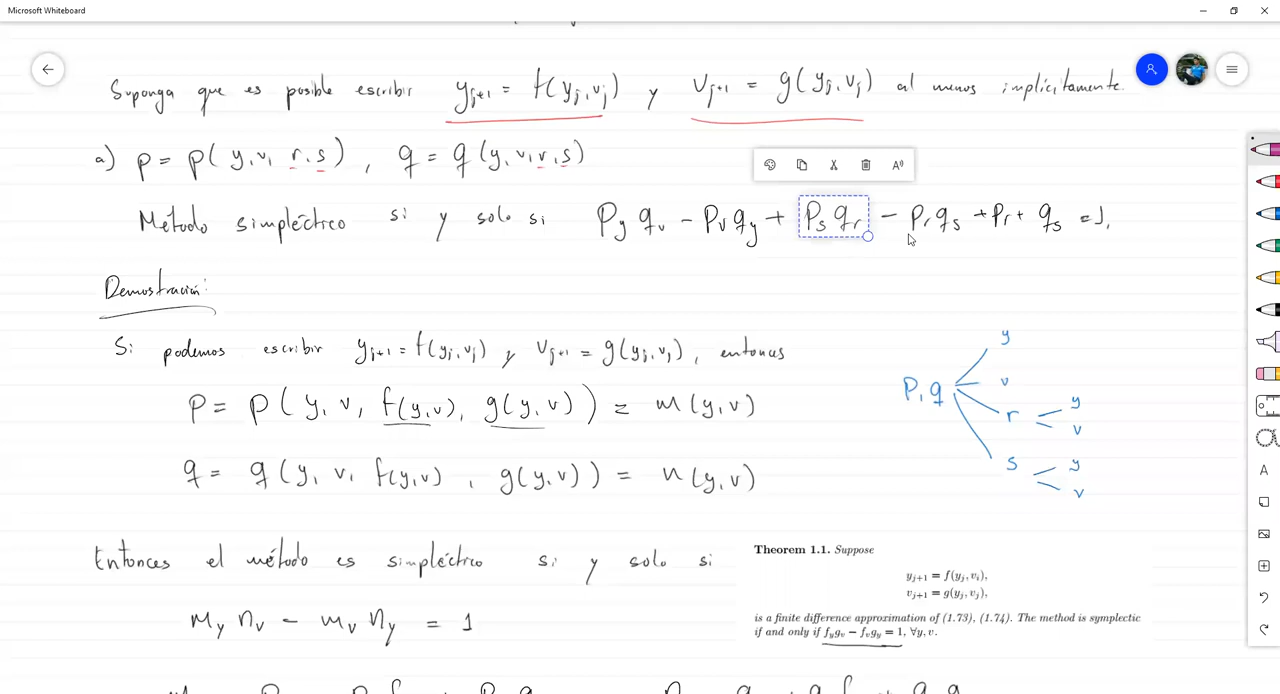 Microsoft Whiteboard
Suponga que es posible escribir y_{j+1} = f(y_j, v_j) y v_{j+1} = g(y_j, v_j) al menos implícitamente.
a) p = p(y, v, r, s), q = q(y, v, r, s)
Método simpléctico si y solo si p_y q_v - p_v q_y + p_s q_r - p_r q_s + p_r + q_s = 1,
Demostración:
Si podemos escribir y_{j+1} = f(y_j, v_j) y v_{j+1} = g(y_j, v_j), entonces
p = p(y, v, f(y, v), g(y, v)) = m(y, v)
q = q(y, v, f(y, v), g(y, v)) = n(y, v)
p, q
y
v
r
y
v
s
y
v
Entonces el método es simpléctico si y solo si
m_y n_v - m_v n_y = 1
Theorem 1.1. Suppose
y_{j+1} = f(y_j, v_i),
v_{j+1} = g(y_j, v_j),
is a finite difference approximation of (1.73), (1.74). The method is symplectic
if and only if f_y g_v − f_v g_y = 1, ∀y, v.